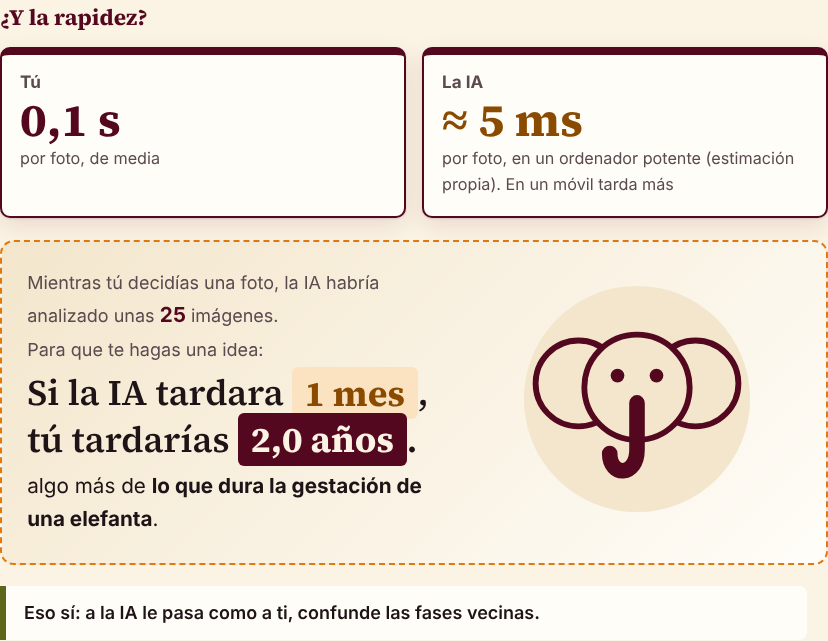 ¿Y la rapidez?
Tú
0,1 s
por foto, de media
La IA
≈ 5 ms
por foto, en un ordenador potente (estimación
propia). En un móvil tarda más
Mientras tú decidías una foto, la IA habría
analizado unas 25 imágenes.
Para que te hagas una idea:
Si la IA tardara 1 mes ,
tú tardarías 2,0 años .
algo más de lo que dura la gestación de
una elefanta.
Eso sí: a la IA le pasa como a ti, confunde las fases vecinas.